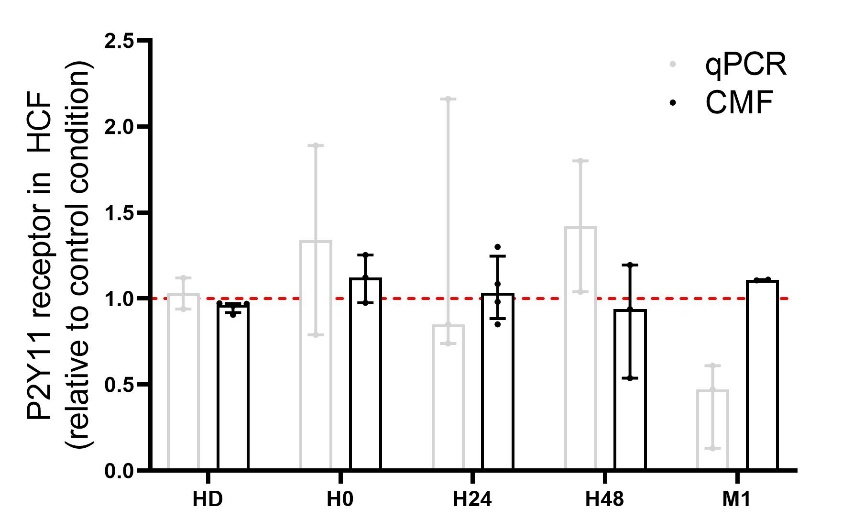 P2Y11 receptor in HCF
(relative to control condition)
2.5
2.0
1.5
1.0
0.5
0.0
qPCR
CMF
HD H0 H24 H48 M1